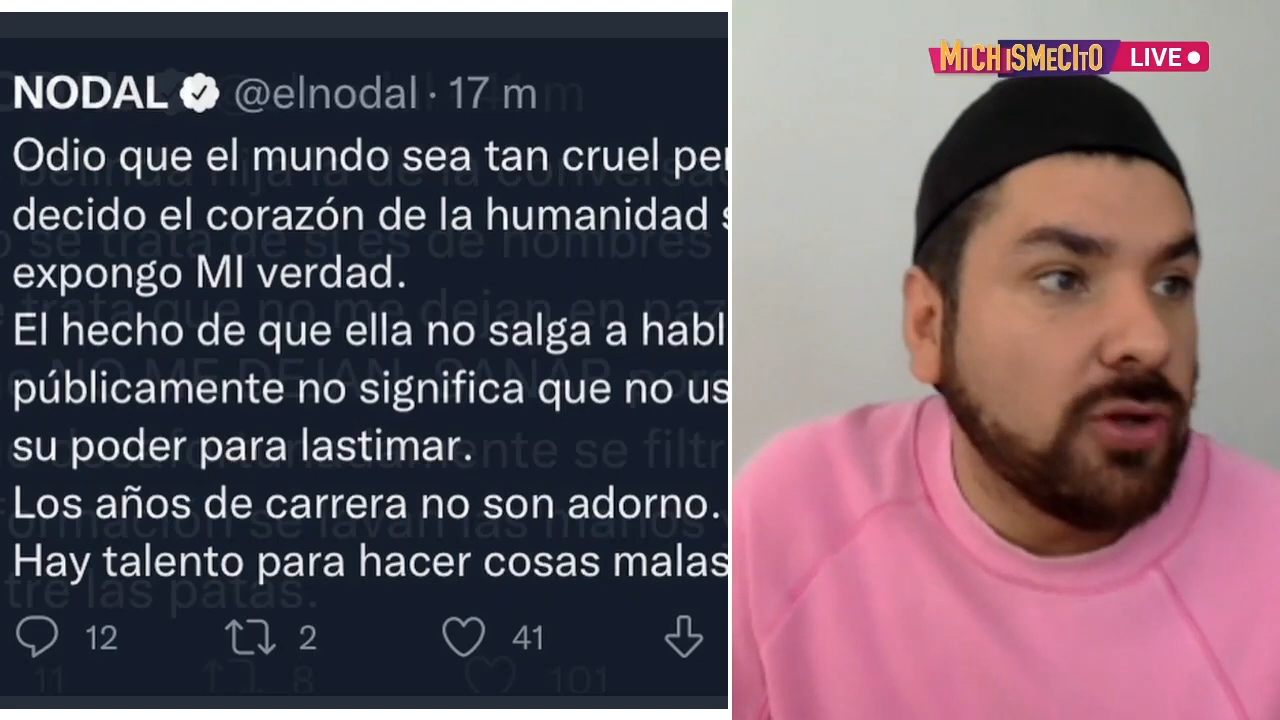 NODAL @elnodal · 17 m
Odio que el mundo sea tan cruel per
decido el corazón de la humanidad s
expongo MI verdad.
El hecho de que ella no salga a habl
públicamente no significa que no us
su poder para lastimar.
Los años de carrera no son adorno.
Hay talento para hacer cosas malas
12 2 41
MICHISMECITO LIVE